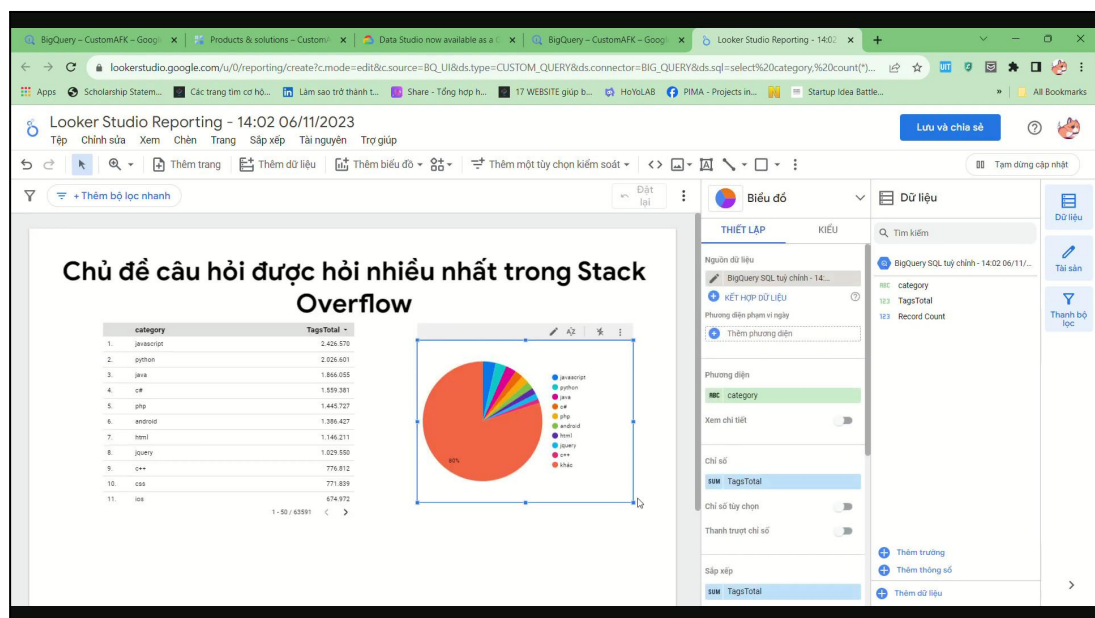 BigQuery – CustomAFK – Goog
Products & solutions – Custom
Data Studio now available as a
BigQuery – CustomAFK – Goog
Looker Studio Reporting - 14:02
lookerstudio.google.com/u/0/reporting/create?c.mode=edit&c.source=BQ_UI&ds.type=CUSTOM_QUERY&ds.connector=BIG_QUERY&ds.sql=select%20category,%20count(*)...
Apps
Scholarship Statem...
Các trang tìm cơ hộ...
Làm sao trở thành t...
Share - Tổng hợp h...
17 WEBSITE giúp b...
HoYoLAB
PIMA - Projects in...
Startup Idea Battle...
»
All Bookmarks
Looker Studio Reporting - 14:02 06/11/2023
Tệp Chỉnh sửa Xem Chèn Trang Sắp xếp Tài nguyên Trợ giúp
Lưu và chia sẻ
Thêm trang
Thêm dữ liệu
Thêm biểu đồ
Thêm một tùy chọn kiểm soát
Tạm dừng cập nhật
+ Thêm bộ lọc nhanh
Đặt lại
Chủ đề câu hỏi được hỏi nhiều nhất trong Stack
Overflow
category TagsTotal
1. javascript 2.426.570
2. python 2.026.601
3. java 1.866.055
4. c# 1.559.381
5. php 1.445.727
6. android 1.386.427
7. html 1.146.211
8. jquery 1.029.550
9. c++ 776.812
10. css 771.839
11. ios 674.972
1 - 50 / 63591
80%
javascript
python
java
c#
php
android
html
jquery
c++
khác
Biểu đồ
THIẾT LẬP KIỂU
Nguồn dữ liệu
BigQuery SQL tuỳ chỉnh - 14:...
KẾT HỢP DỮ LIỆU
Phương diện phạm vi ngày
Thêm phương diện
Phương diện
RBC category
Xem chi tiết
Chỉ số
SUM TagsTotal
Chỉ số tùy chọn
Thanh trượt chỉ số
Sắp xếp
SUM TagsTotal
Dữ liệu
Tìm kiếm
BigQuery SQL tuỳ chỉnh - 14:02 06/11/...
RBC category
123 TagsTotal
123 Record Count
Thêm trường
Thêm thông số
Thêm dữ liệu
Dữ liệu
Tài sản
Thanh bộ
lọc